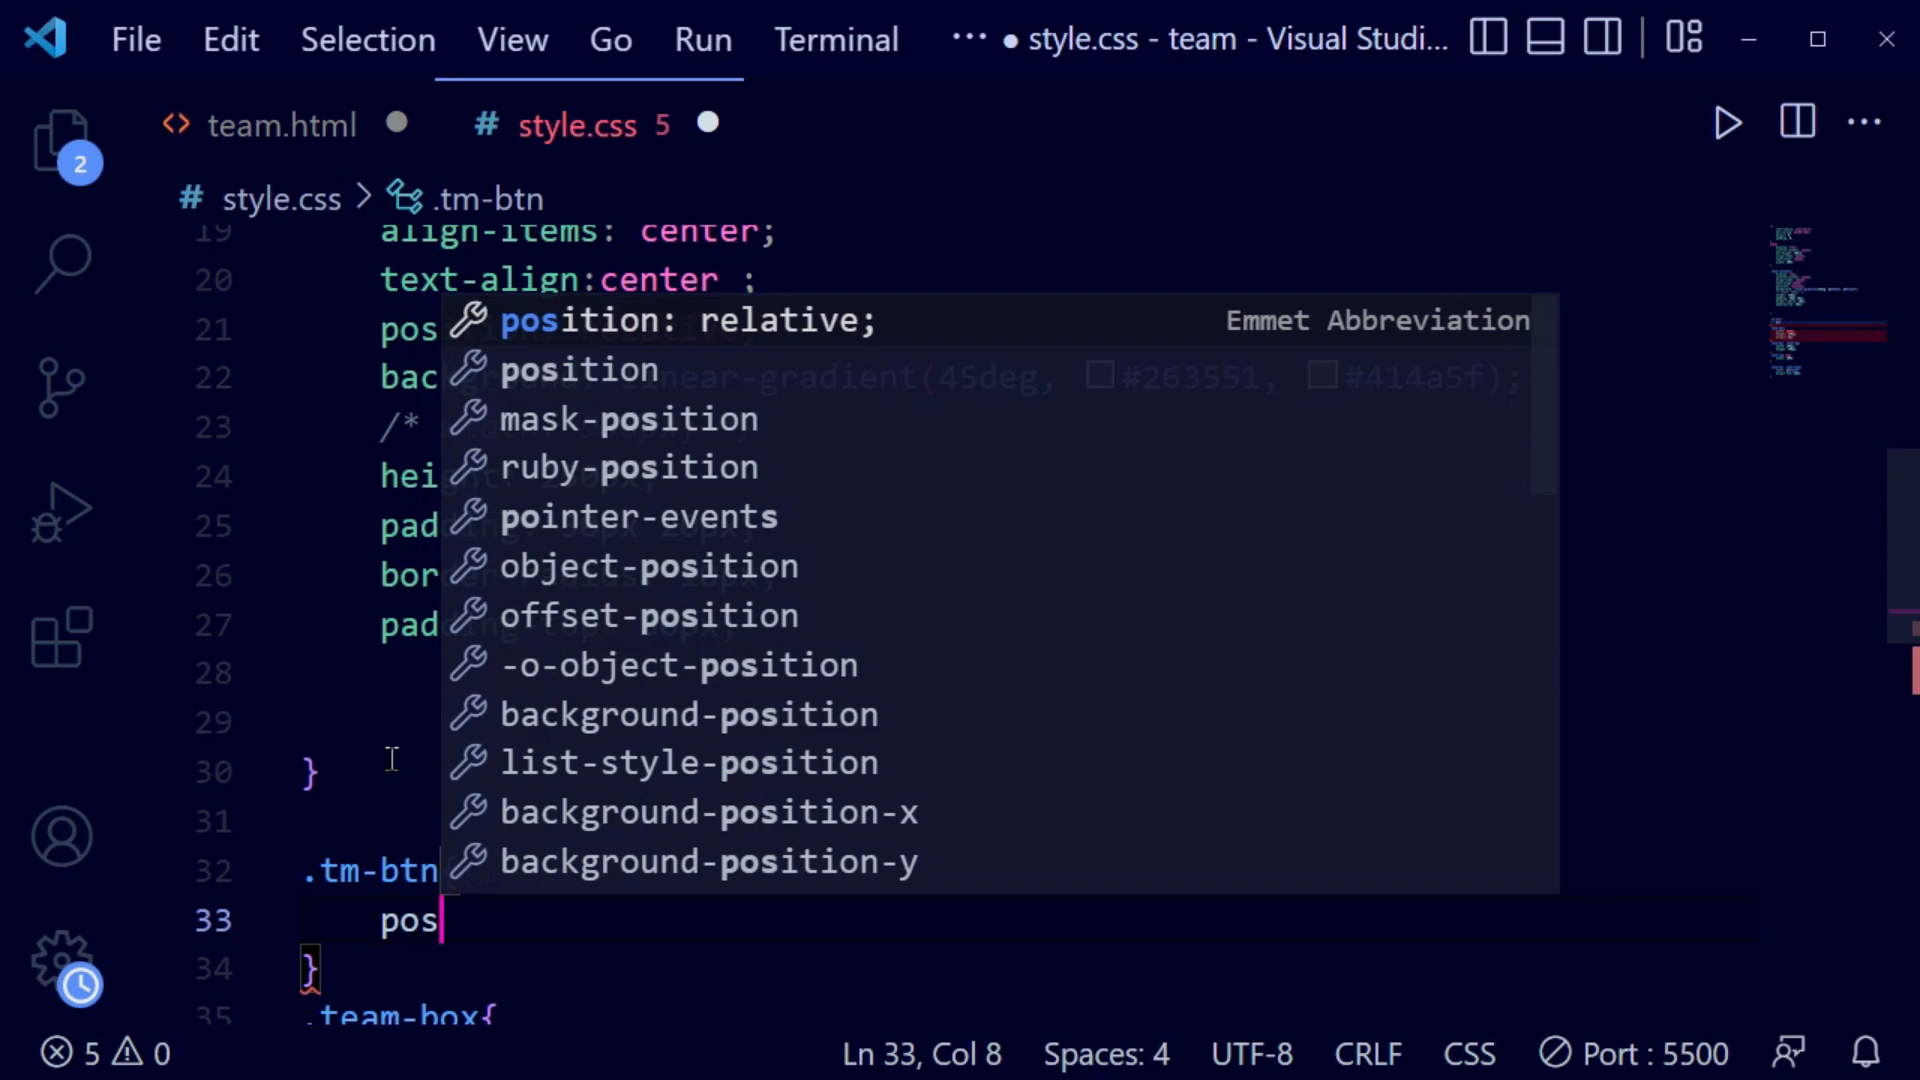 File Edit Selection View Go Run Terminal ··· ● style.css - team - Visual Studi...
team.html # style.css 5
2
# style.css > .tm-btn
19 align-items: center;
20 text-align:center ;
21 pos
position: relative; Emmet Abbreviation
22 bac
position
linear-gradient(45deg, #263551, #414a5f);
23 /*
mask-position
24 hei
ruby-position
25 pad
pointer-events
26 bor
object-position
27 pad
offset-position
28
-o-object-position
29
background-position
30 }
list-style-position
31
background-position-x
32 .tm-btn
background-position-y
33 pos
34 }
35 .team-box{
5 0 Ln 33, Col 8 Spaces: 4 UTF-8 CRLF CSS Port : 5500